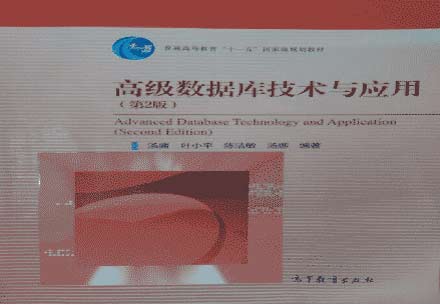 普通高等教育“十一五”国家级规划教材
高级数据库技术与应用
(第2版)
Advanced Database Technology and Application
(Second Edition)
汤庸 叶小平 陈洁敏 汤娜 编著
高等教育出版社